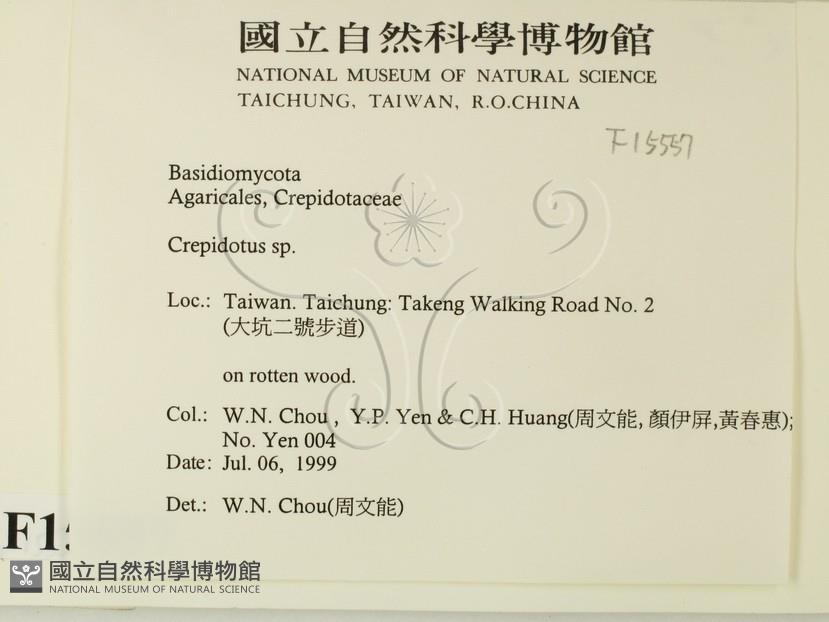 國立自然科學博物館
NATIONAL MUSEUM OF NATURAL SCIENCE
TAICHUNG, TAIWAN, R.O.CHINA
F15557
Basidiomycota
Agaricales, Crepidotaceae
Crepidotus sp.
Loc.: Taiwan. Taichung: Takeng Walking Road No. 2
(大坑二號步道)
on rotten wood.
Col.: W.N. Chou , Y.P. Yen & C.H. Huang(周文能, 顏伊屏,黃春惠);
No. Yen 004
Date: Jul. 06, 1999
Det.: W.N. Chou(周文能)
F15
國立自然科學博物館
NATIONAL MUSEUM OF NATURAL SCIENCE